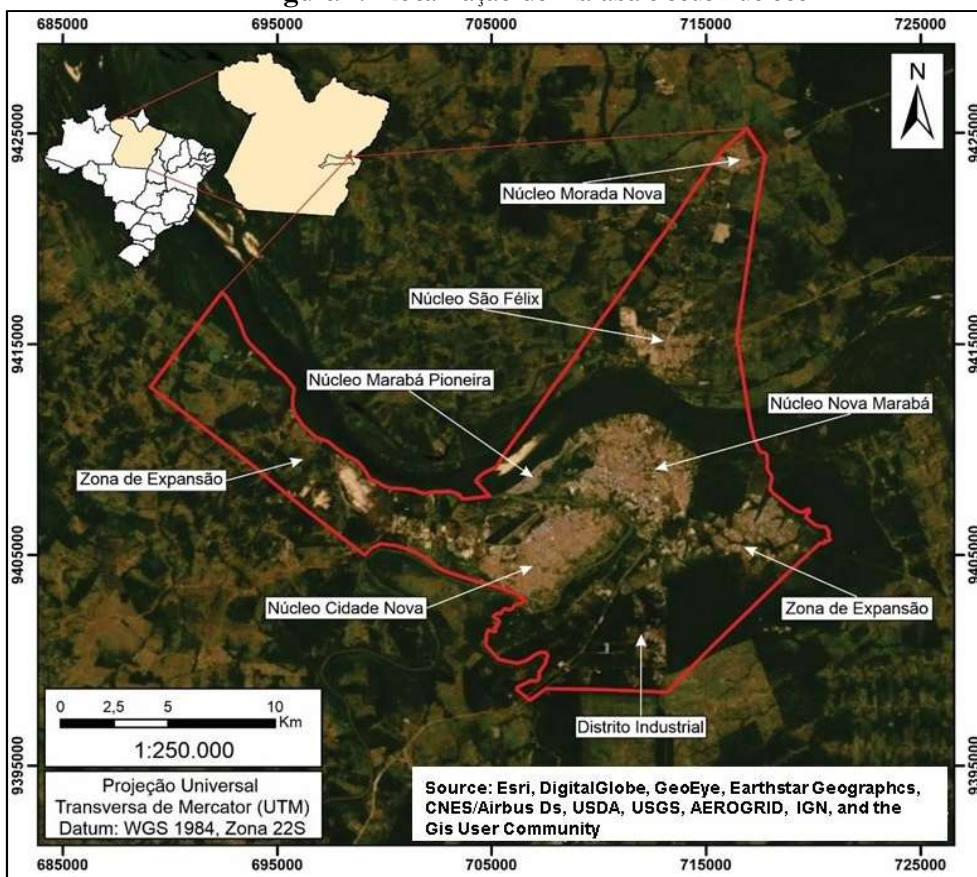 685000
695000
705000
715000
725000
N
9425000
9425000
Núcleo Morada Nova
Núcleo São Félix
9415000
9415000
Núcleo Marabá Pioneira
Núcleo Nova Marabá
Zona de Expansão
9405000
9405000
Núcleo Cidade Nova
Zona de Expansão
Distrito Industrial
0 2,5 5 10
Km
1:250.000
9395000
9395000
Projeção Universal
Transversa de Mercator (UTM)
Datum: WGS 1984, Zona 22S
Source: Esri, DigitalGlobe, GeoEye, Earthstar Geographcs,
CNES/Airbus Ds, USDA, USGS, AEROGRID, IGN, and the
Gis User Community
685000
695000
705000
715000
725000